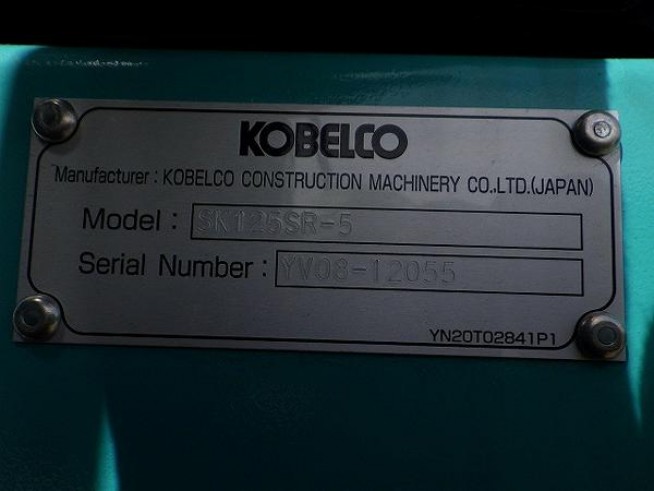 KOBELCO
Manufacturer : KOBELCO CONSTRUCTION MACHINERY CO.,LTD.(JAPAN)
Model : SK125SR-5
Serial Number : YV08-12055
YN20T02841P1